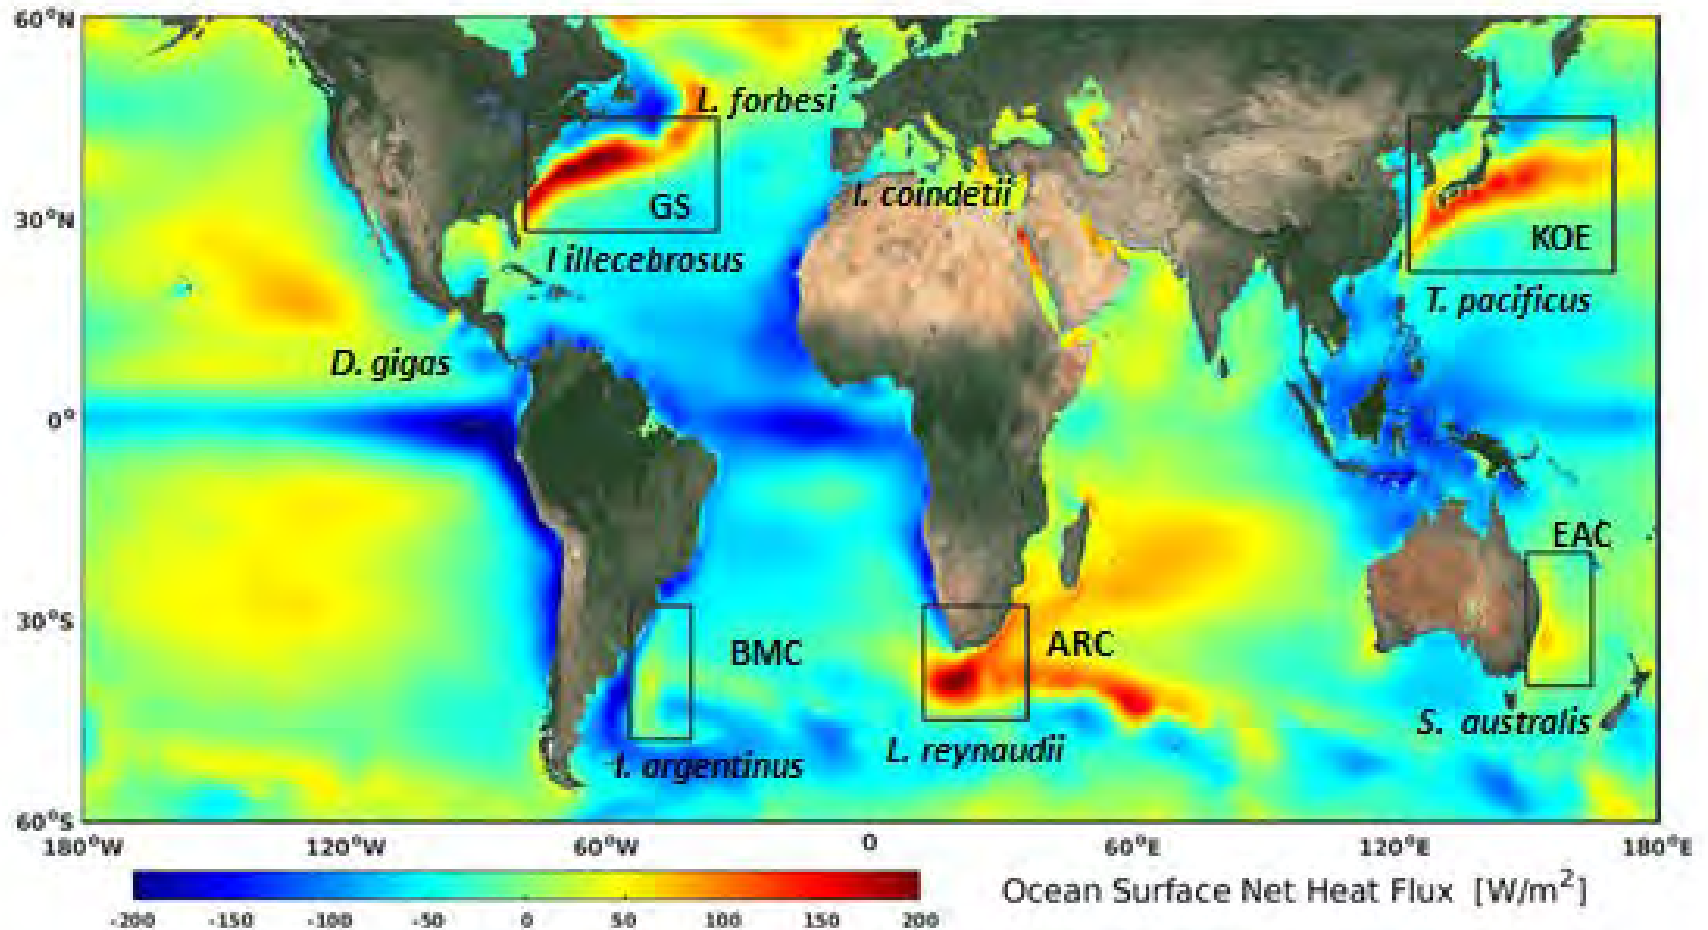 60°N
L. forbesi
I. coindetii
GS
30°N
KOE
I illecebrosus
T. pacificus
D. gigas
0°
EAC
30°S
BMC
ARC
S. australis
L. reynaudii
I. argentinus
60°S
180°W
120°W
60°W
0
60°E
120°E
180°E
-200
-150
-100
-50
0
50
100
150
200
Ocean Surface Net Heat Flux [W/m²]